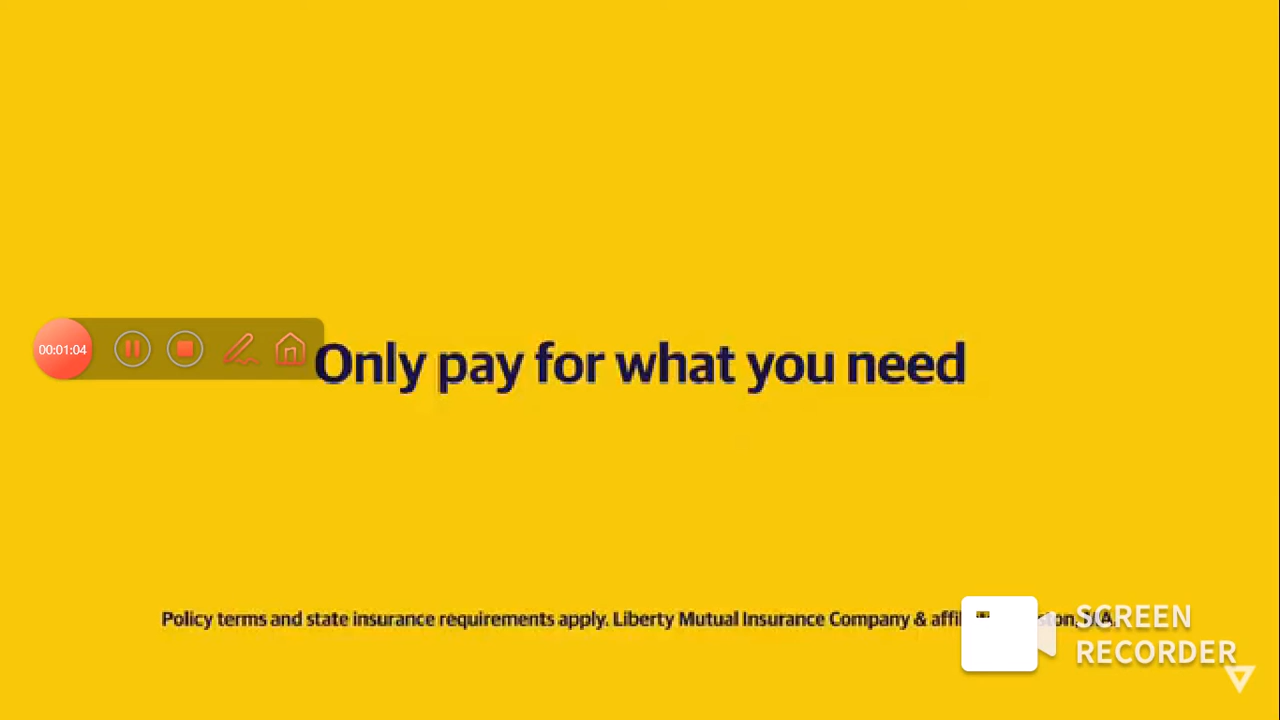 00:01:04
Only pay for what you need
Policy terms and state insurance requirements apply. Liberty Mutual Insurance Company &
SCREEN
RECORDER